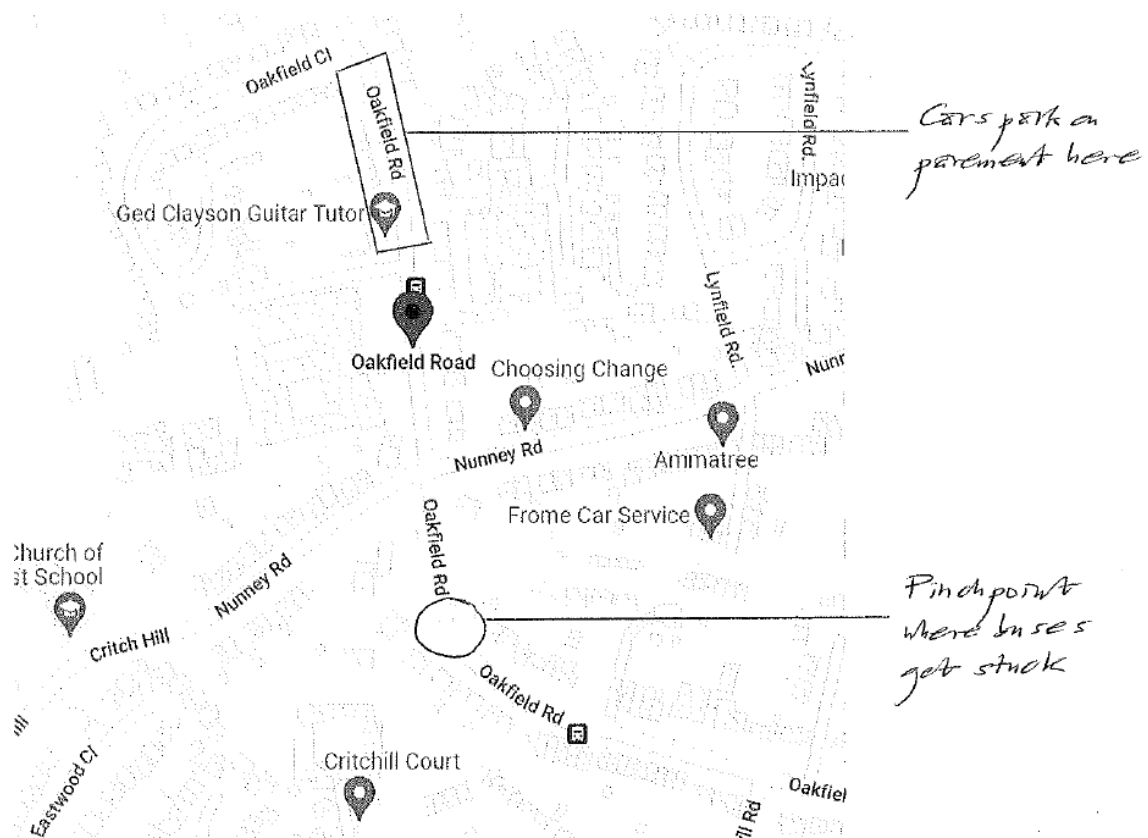 Oakfield Cl
Oakfield Rd
Lynfield Rd.
Cars park on
pavement here
Impac
Ged Clayson Guitar Tutor
Lynfield Rd.
Oakfield Road
Choosing Change
Nunn
Nunney Rd
Ammatree
Oakfield Rd
Frome Car Service
Church of
st School
Nunney Rd
Critch Hill
Pinchpoint
where buses
get stuck
Oakfield Rd
ill
Eastwood Cl
Critchill Court
Oakfiel
ill Rd